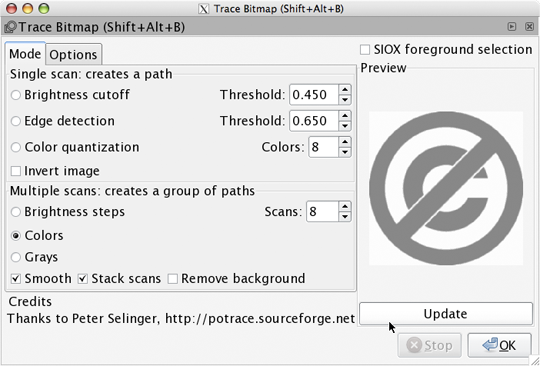 Trace Bitmap (Shift+Alt+B)
Trace Bitmap (Shift+Alt+B)
Mode Options
SIOX foreground selection
Single scan: creates a path
Preview
Brightness cutoff Threshold: 0.450
Edge detection Threshold: 0.650
Color quantization Colors: 8
Invert image
Multiple scans: creates a group of paths
Brightness steps Scans: 8
Colors
Grays
Smooth Stack scans Remove background
Credits
Thanks to Peter Selinger, http://potrace.sourceforge.net
Update
Stop OK